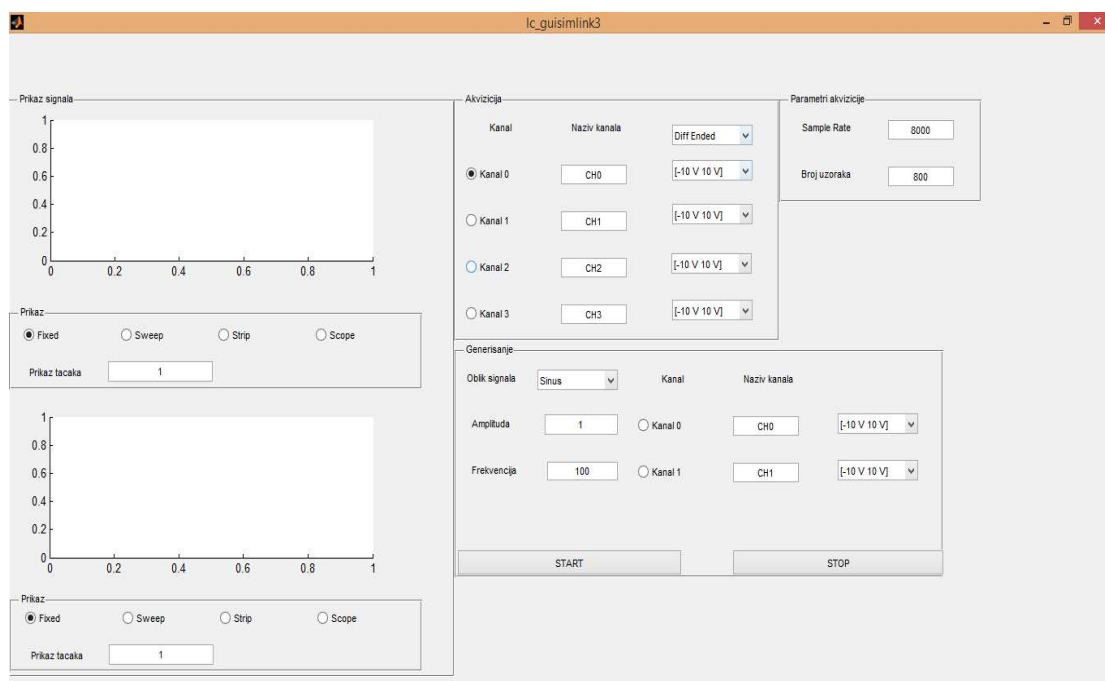 lc_guisimlink3
Prikaz signala
1
0.8
0.6
0.4
0.2
0
0 0.2 0.4 0.6 0.8 1
Prikaz
Fixed Sweep Strip Scope
Prikaz tacaka 1
1
0.8
0.6
0.4
0.2
0
0 0.2 0.4 0.6 0.8 1
Prikaz
Fixed Sweep Strip Scope
Prikaz tacaka 1
Akvizicija
Kanal Naziv kanala Diff Ended
Kanal 0 CH0 [-10 V 10 V]
Kanal 1 CH1 [-10 V 10 V]
Kanal 2 CH2 [-10 V 10 V]
Kanal 3 CH3 [-10 V 10 V]
Parametri akvizicije
Sample Rate 8000
Broj uzoraka 800
Generisanje
Oblik signala Sinus Kanal Naziv kanala
Amplituda 1 Kanal 0 CH0 [-10 V 10 V]
Frekvencija 100 Kanal 1 CH1 [-10 V 10 V]
START STOP